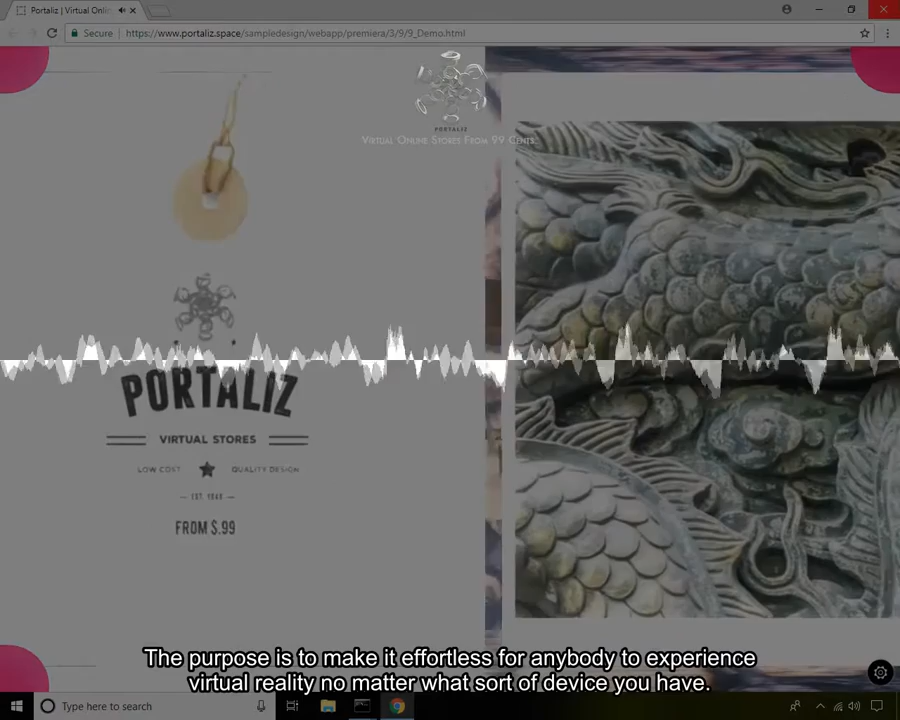 Portaliz | Virtual Onlin
Secure
https://www.portaliz.space/sampledesign/webapp/premiera/3/9/9_Demo.html
PORTALIZ
VIRTUAL ONLINE STORES FROM 99 CENTS.
PORTALIZ
VIRTUAL STORES
LOW COST ★ QUALITY DESIGN
FROM $.99
The purpose is to make it effortless for anybody to experience
virtual reality no matter what sort of device you have.
Type here to search